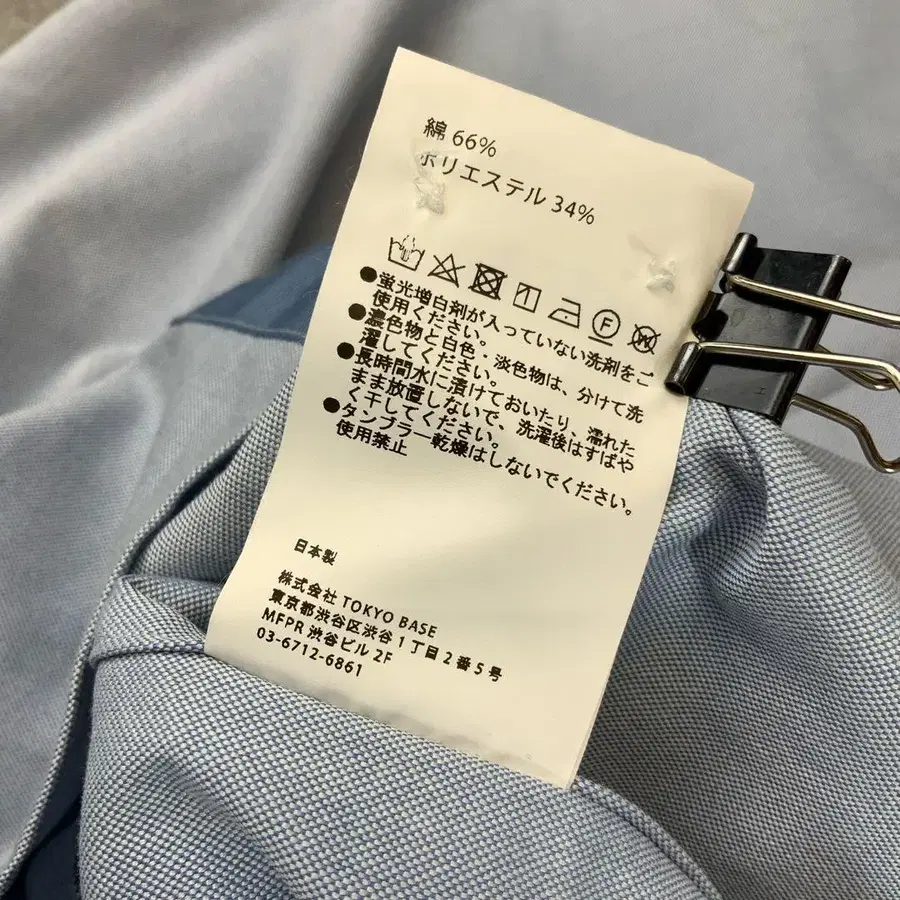 綿 66%
ポリエステル 34%
F
W
●蛍光増白剤が入っていない洗剤をご
使用ください。
●濃色物と白色・淡色物は、分けて洗
濯してください。
●長時間水に漬けておいたり、濡れた
まま放置しないで、洗濯後はすばや
く干してください。
●タンブラー乾燥はしないでください。
使用禁止
日本製
株式会社 TOKYO BASE
東京都渋谷区渋谷1丁目2番5号
MFPR 渋谷ビル 2F
03-6712-6861